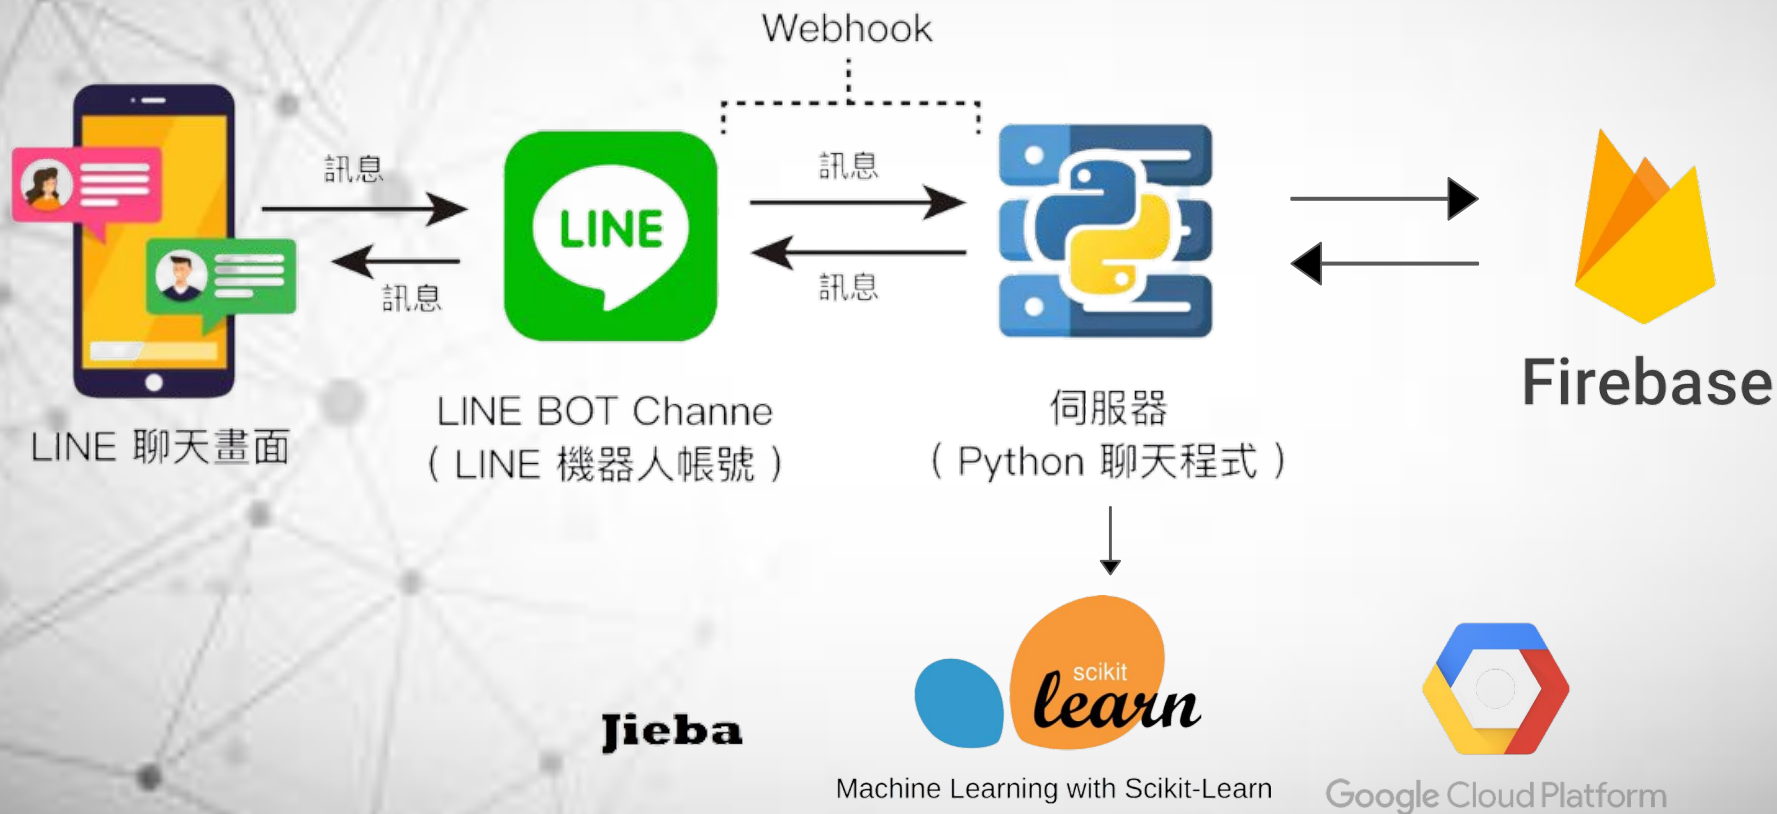 Webhook
訊息
訊息
LINE
訊息
訊息
LINE 聊天畫面
LINE BOT Channe
( LINE 機器人帳號 )
伺服器
( Python 聊天程式 )
Firebase
Jieba
scikit
learn
Machine Learning with Scikit-Learn
Google Cloud Platform